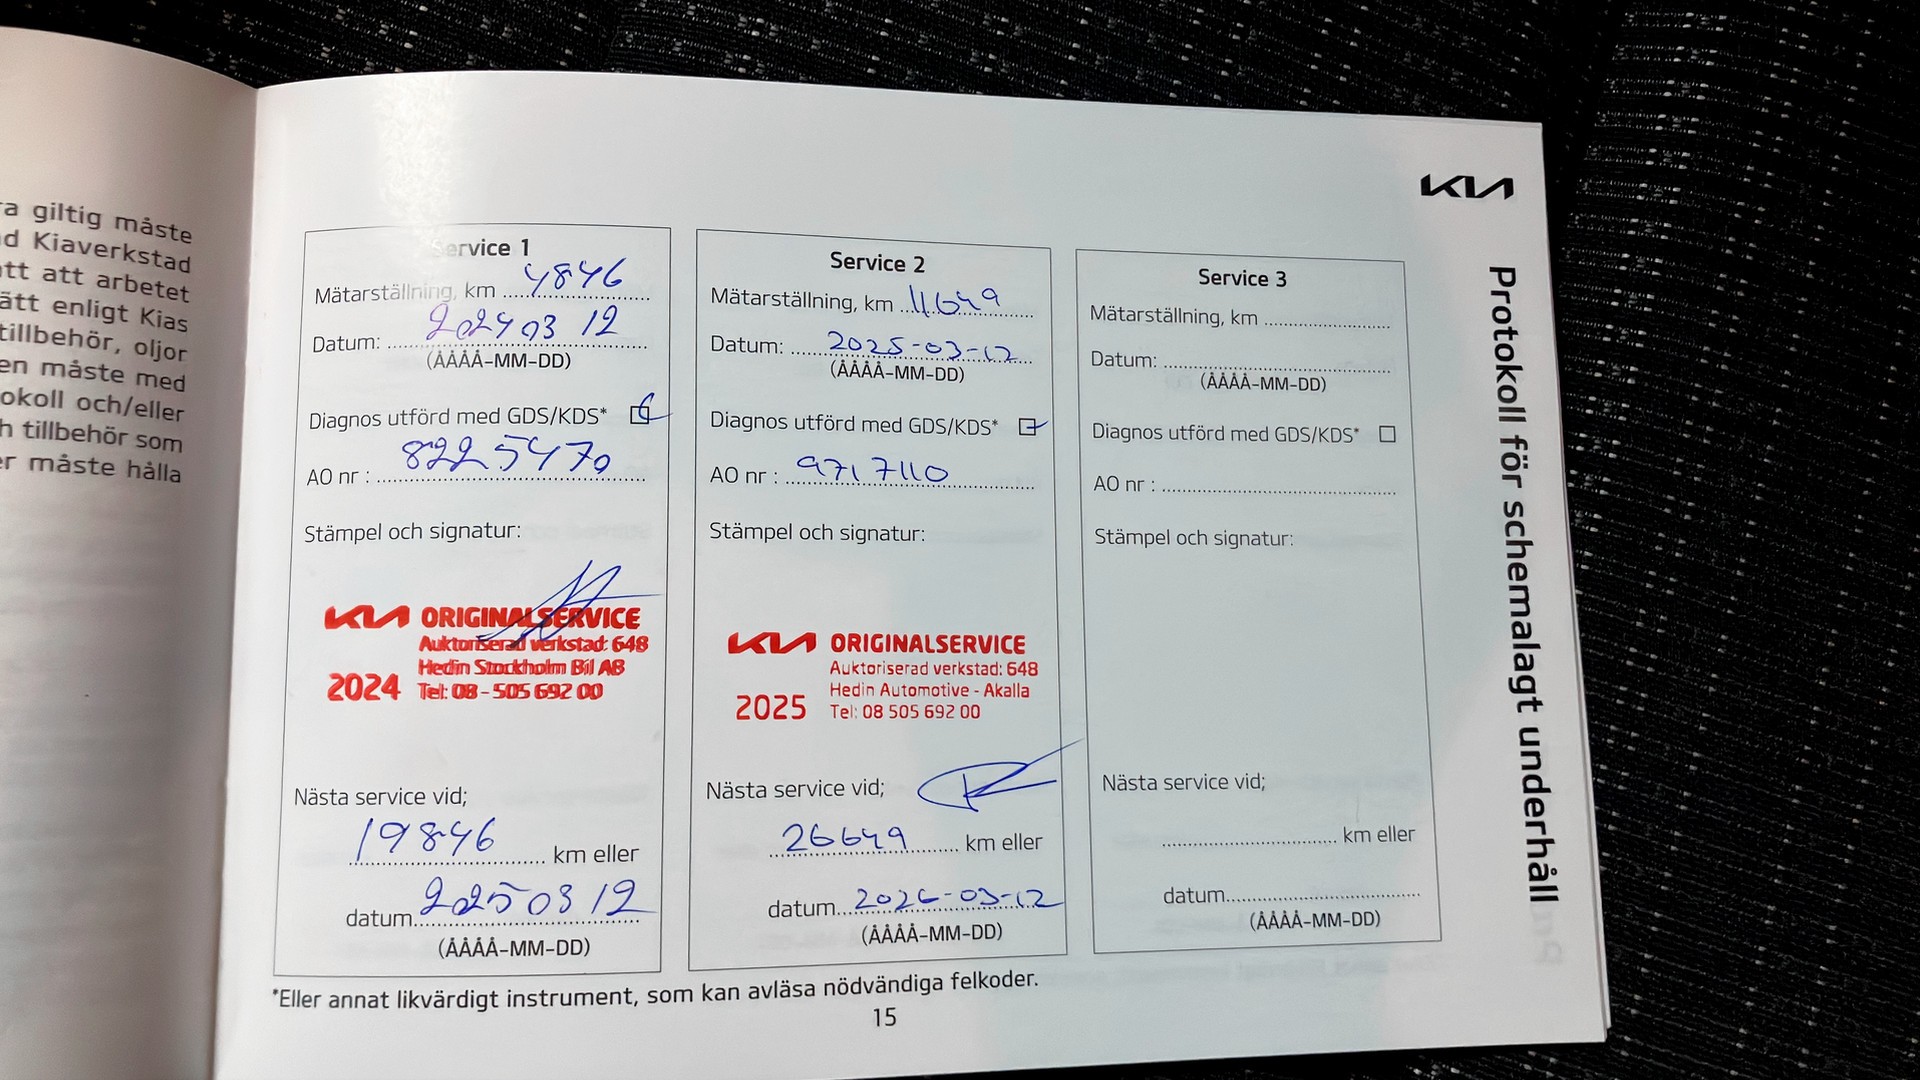 ra giltig måste
d Kiaverkstad
tt att arbetet
ätt enligt Kias
tillbehör, oljor
en måste med
okoll och/eller
h tillbehör som
er måste hålla
KIA
Protokoll för schemalagt underhåll
Service 1
Mätarställning, km 4846
Datum: 20240312
(ÅÅÅÅ-MM-DD)
Diagnos utförd med GDS/KDS*
AO nr : 8225470
Stämpel och signatur:
KIA ORIGINALSERVICE
Auktoriserad verkstad: 648
Hedin Stockholm Bil AB
2024 Tel: 08-505 692 00
Nästa service vid;
19846 km eller
datum 20250312
(ÅÅÅÅ-MM-DD)
Service 2
Mätarställning, km 11649
Datum: 2025-03-12
(ÅÅÅÅ-MM-DD)
Diagnos utförd med GDS/KDS*
AO nr : 9717110
Stämpel och signatur:
KIA ORIGINALSERVICE
Auktoriserad verkstad: 648
Hedin Automotive - Akalla
2025 Tel: 08 505 692 00
Nästa service vid;
26649 km eller
datum 2026-03-12
(ÅÅÅÅ-MM-DD)
Service 3
Mätarställning, km
Datum:
(ÅÅÅÅ-MM-DD)
Diagnos utförd med GDS/KDS*
AO nr :
Stämpel och signatur:
Nästa service vid;
km eller
datum
(ÅÅÅÅ-MM-DD)
*Eller annat likvärdigt instrument, som kan avläsa nödvändiga felkoder.
15